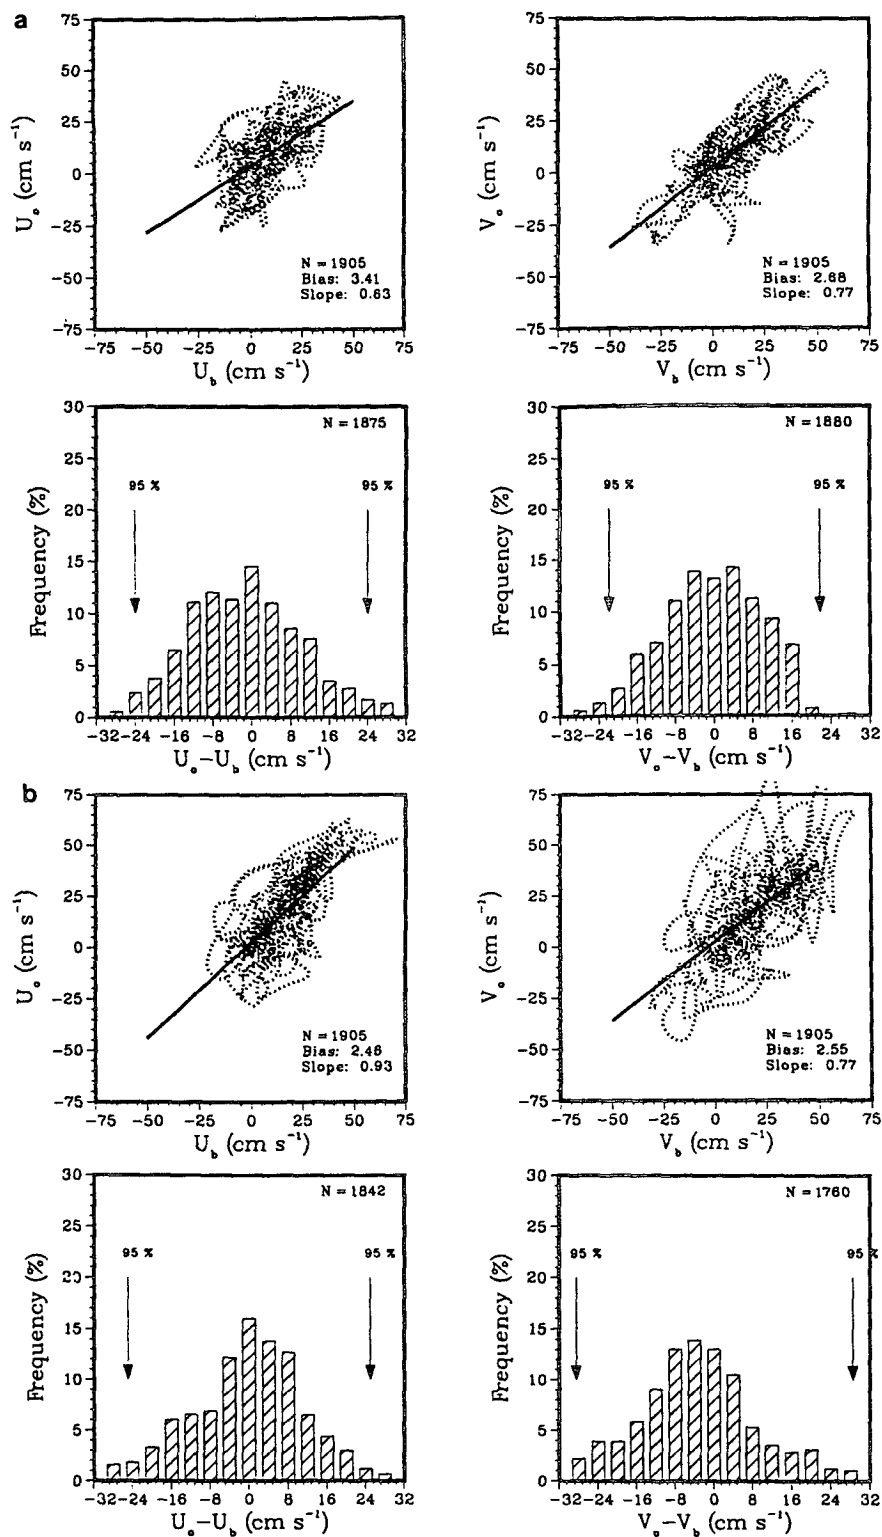 a
75
50
25
0
−25
−50
−75
U_o (cm s⁻¹)
N = 1905
Bias: 3.41
Slope: 0.63
−75 −50 −25 0 25 50 75
U_b (cm s⁻¹)
75
50
25
0
−25
−50
−75
V_o (cm s⁻¹)
N = 1905
Bias: 2.68
Slope: 0.77
−75 −50 −25 0 25 50 75
V_b (cm s⁻¹)
30
25
20
15
10
5
0
Frequency (%)
N = 1875
95 % 95 %
−32 −24 −16 −8 0 8 16 24 32
U_o−U_b (cm s⁻¹)
30
25
20
15
10
5
0
Frequency (%)
N = 1880
95 % 95 %
−32 −24 −16 −8 0 8 16 24 32
V_o−V_b (cm s⁻¹)
b
75
50
25
0
−25
−50
−75
U_o (cm s⁻¹)
N = 1905
Bias: 2.46
Slope: 0.93
−75 −50 −25 0 25 50 75
U_b (cm s⁻¹)
75
50
25
0
−25
−50
−75
V_o (cm s⁻¹)
N = 1905
Bias: 2.55
Slope: 0.77
−75 −50 −25 0 25 50 75
V_b (cm s⁻¹)
30
25
20
15
10
5
0
Frequency (%)
N = 1842
95 % 95 %
−32 −24 −16 −8 0 8 16 24 32
U_o−U_b (cm s⁻¹)
30
25
20
15
10
5
0
Frequency (%)
N = 1760
95 % 95 %
−32 −24 −16 −8 0 8 16 24 32
V_o−V_b (cm s⁻¹)